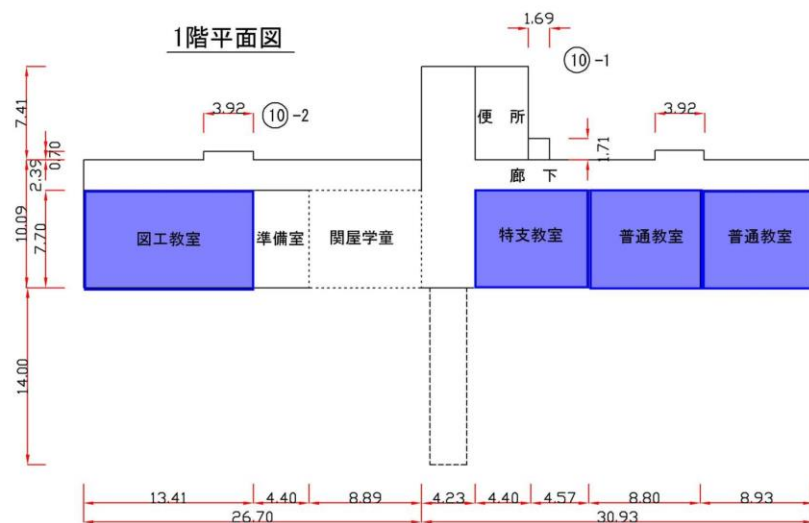 1階平面図
1.69
⑩-1
3.92
⑩-2
3.92
7.41
便 所
0.70
1.71
2.39
廊 下
10.09
7.70
図工教室
準備室
関屋学童
特支教室
普通教室
普通教室
14.00
13.41
4.40
8.89
4.23
4.40
4.57
8.80
8.93
26.70
30.93